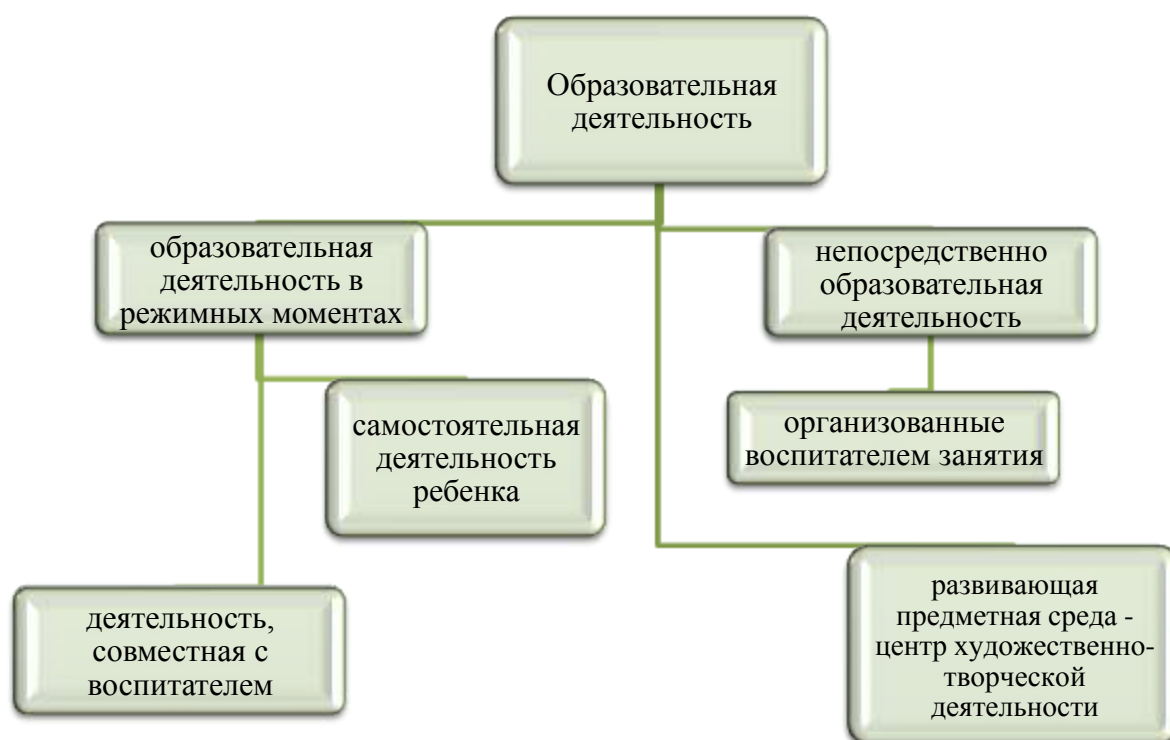 Образовательная
деятельность
образовательная
деятельность в
режимных моментах
непосредственно
образовательная
деятельность
самостоятельная
деятельность
ребенка
организованные
воспитателем занятия
деятельность,
совместная с
воспитателем
развивающая
предметная среда -
центр художественно-
творческой
деятельности